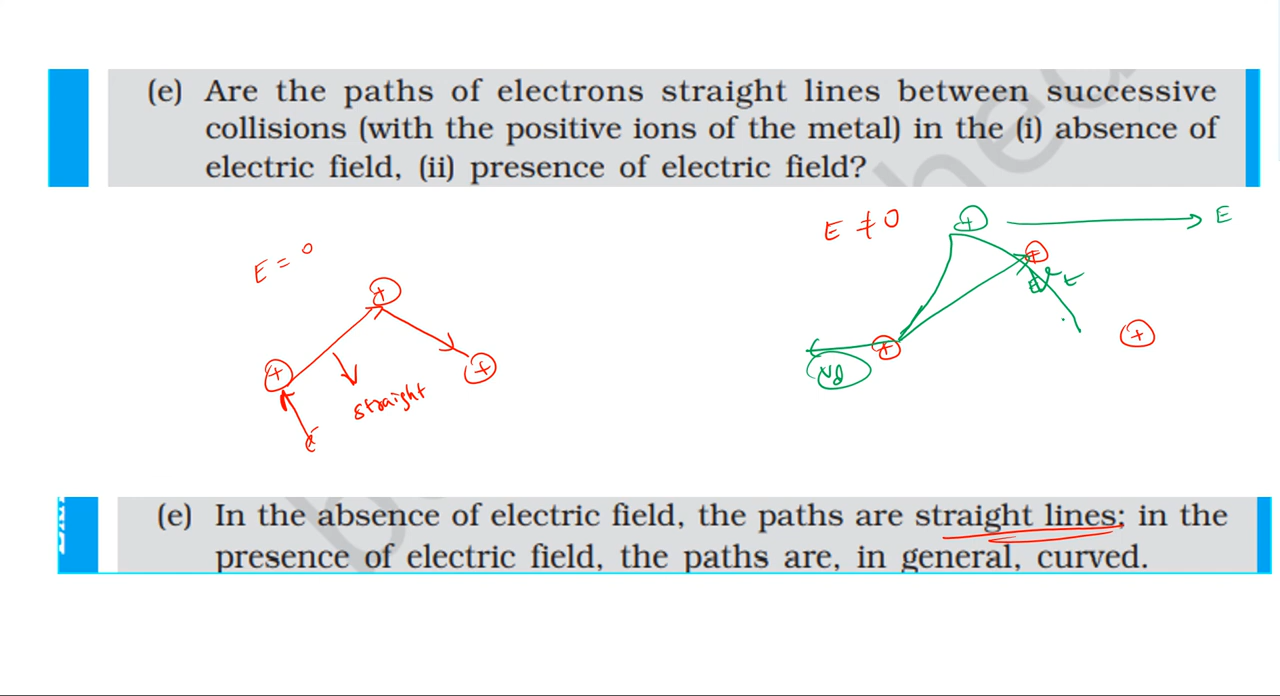 (e) Are the paths of electrons straight lines between successive
collisions (with the positive ions of the metal) in the (i) absence of
electric field, (ii) presence of electric field?
E ≠ 0
+
E
E = 0
+
+
+
+
+
+
straight
e⁻
Vd
(e) In the absence of electric field, the paths are straight lines; in the
presence of electric field, the paths are, in general, curved.